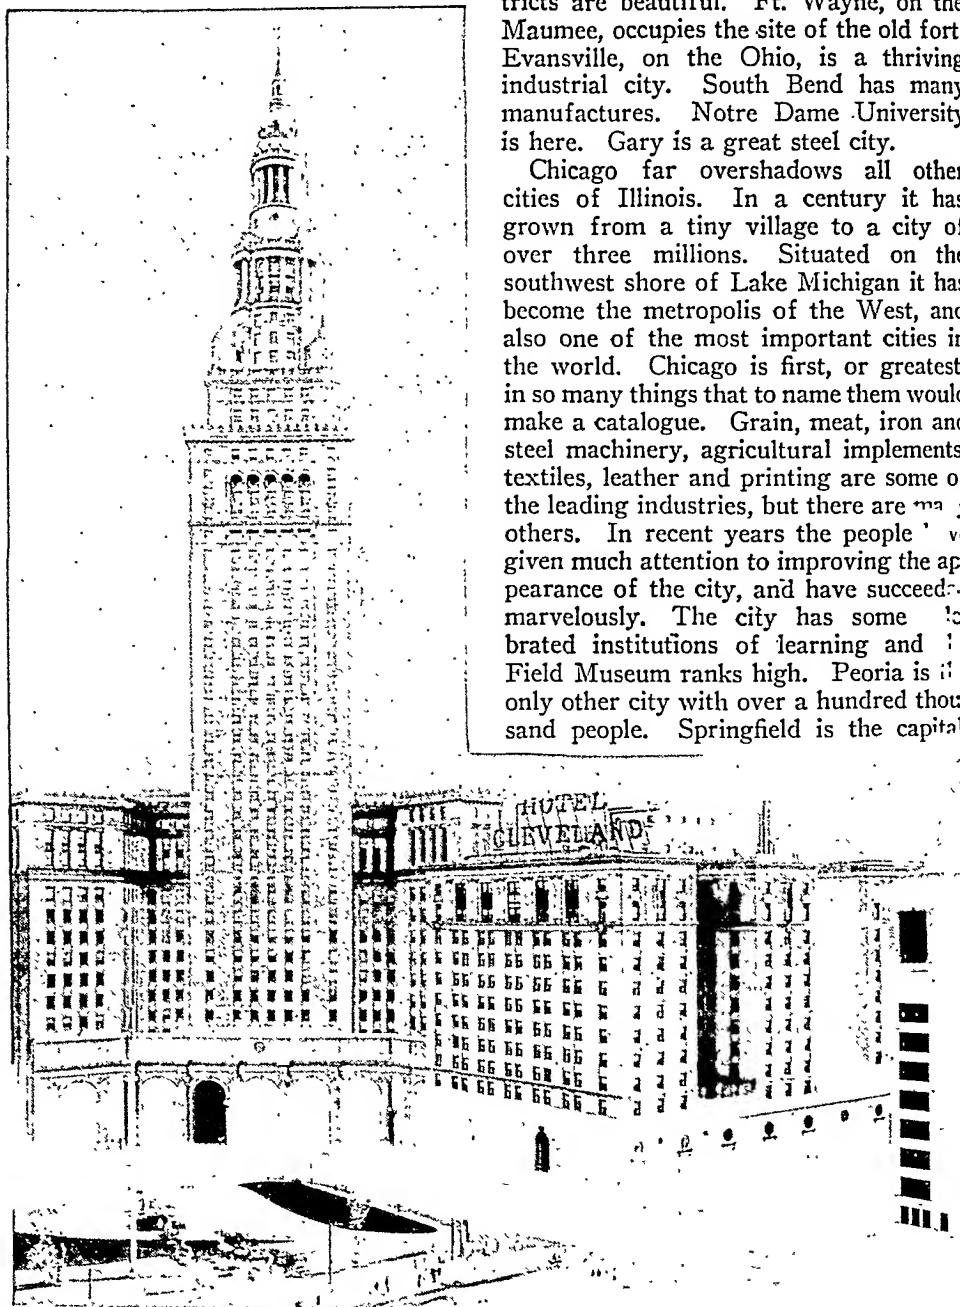 tricts are beautiful. Ft. Wayne, on the
Maumee, occupies the site of the old fort
Evansville, on the Ohio, is a thriving
industrial city. South Bend has many
manufactures. Notre Dame University
is here. Gary is a great steel city.
Chicago far overshadows all other
cities of Illinois. In a century it has
grown from a tiny village to a city of
over three millions. Situated on the
southwest shore of Lake Michigan it has
become the metropolis of the West, and
also one of the most important cities in
the world. Chicago is first, or greatest
in so many things that to name them would
make a catalogue. Grain, meat, iron and
steel machinery, agricultural implements
textiles, leather and printing are some of
the leading industries, but there are
others. In recent years the people
given much attention to improving the ap
pearance of the city, and have succeed
marvelously. The city has some
brated institutions of learning and
Field Museum ranks high. Peoria is
only other city with over a hundred thou
sand people. Springfield is the capital
HOTEL
CLEVELAND